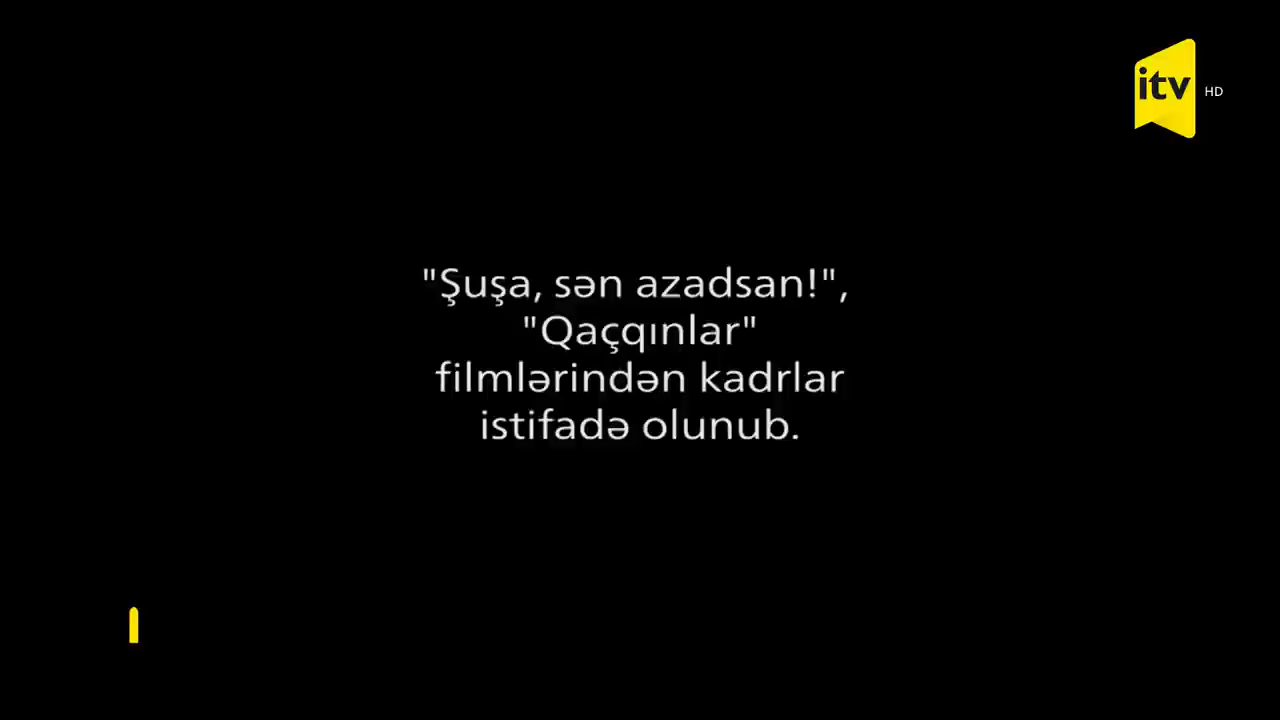 itv HD
"Şuşa, sən azadsan!",
"Qaçqınlar"
filmlərindən kadrlar
istifadə olunub.